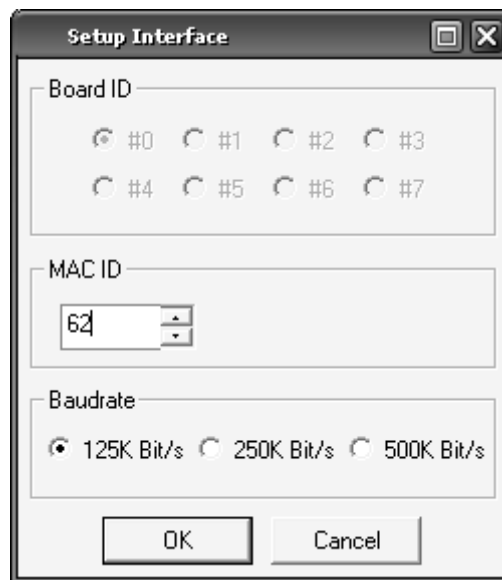 Setup Interface
Board ID
#0 #1 #2 #3
#4 #5 #6 #7
MAC ID
62
Baudrate
125K Bit/s 250K Bit/s 500K Bit/s
OK Cancel